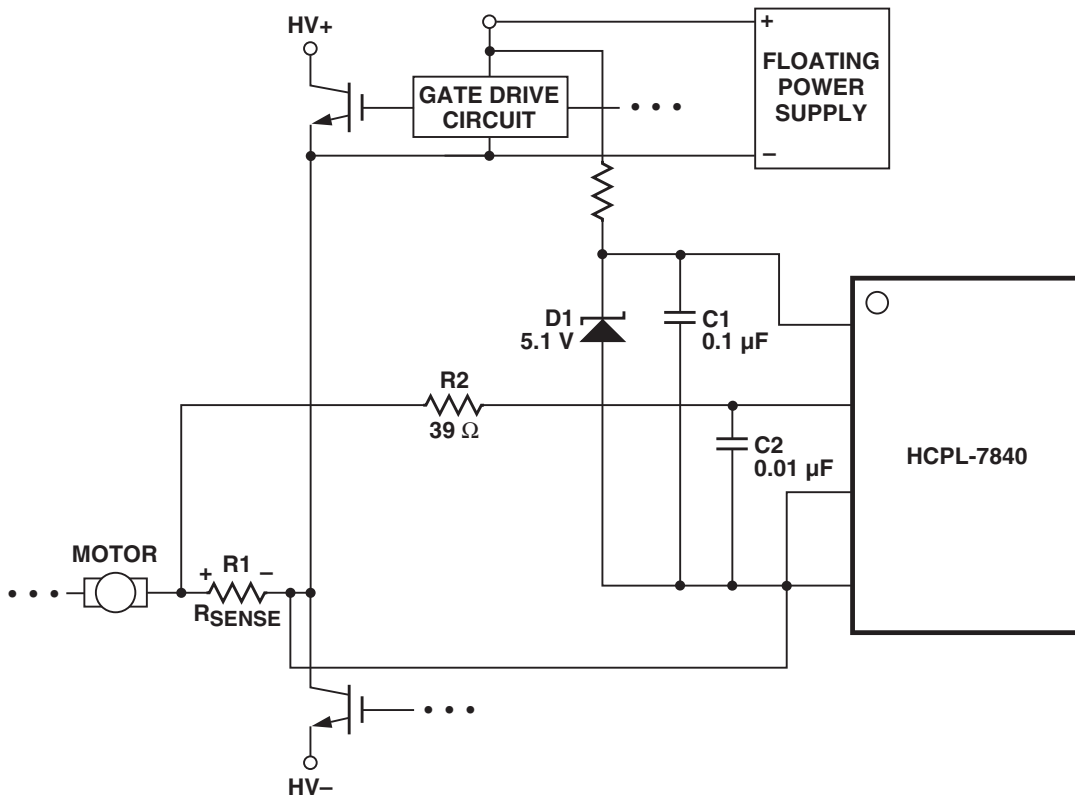 HV+
+
FLOATING
POWER
SUPPLY
–
GATE DRIVE
CIRCUIT
D1
5.1 V
C1
0.1 µF
R2
39 Ω
C2
0.01 µF
HCPL-7840
MOTOR
+ R1 –
RSENSE
HV–